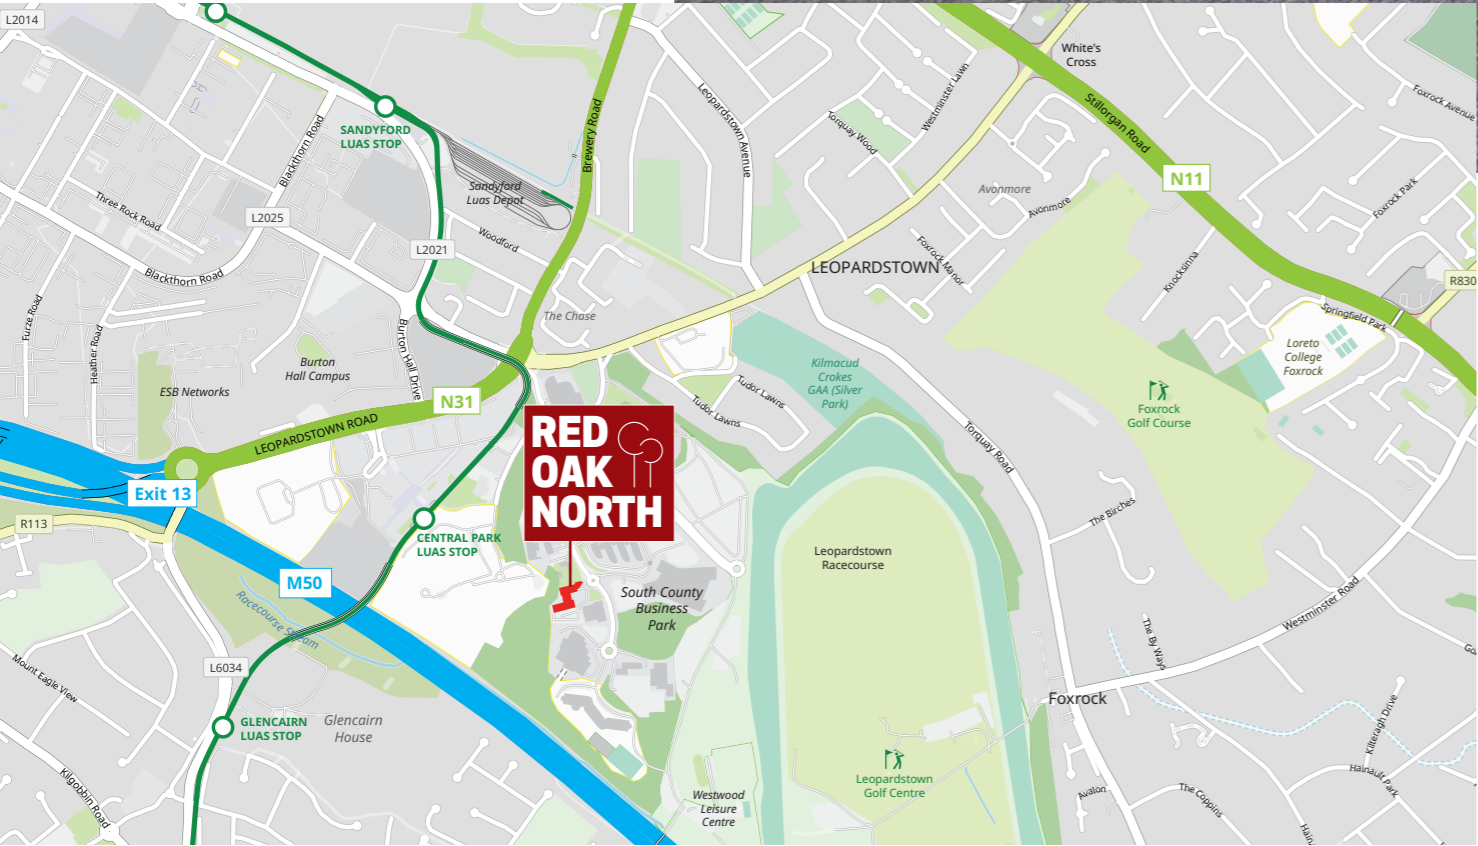 L2014
White's
Cross
Foxrock Avenue
SANDYFORD
LUAS STOP
Blackthorn Road
Brewery Road
Leopardstown Avenue
Torquay Wood
Westminster Lawn
Stillorgan Road
N11
Three Rock Road
L2025
Sandyford
Luas Depot
Avonmore
Avonmore
Foxrock Park
Woodford
L2021
Blackthorn Road
LEOPARDSTOWN
Foxrock Manor
Knocksinna
R830
Furze Road
Heather Road
Burton Hall Drive
The Chase
Springfield Park
Burton
Hall Campus
ESB Networks
Kilmacud
Crokes
GAA (Silver
Park)
Loreto
College
Foxrock
Tudor Lawns
Tudor Lawns
N31
LEOPARDSTOWN ROAD
Foxrock
Golf Course
RED
OAK
NORTH
Torquay Road
Exit 13
R113
The Birches
CENTRAL PARK
LUAS STOP
Leopardstown
Racecourse
M50
Racecourse Stream
South County
Business
Park
Westminster Road
The By Ways
L6034
Mount Eagle View
Foxrock
GLENCAIRN
LUAS STOP
Glencairn
House
Kilteragh Drive
Kilgobbin Road
Leopardstown
Golf Centre
Hainault Park
Westwood
Leisure
Centre
Avalon
The Coppins